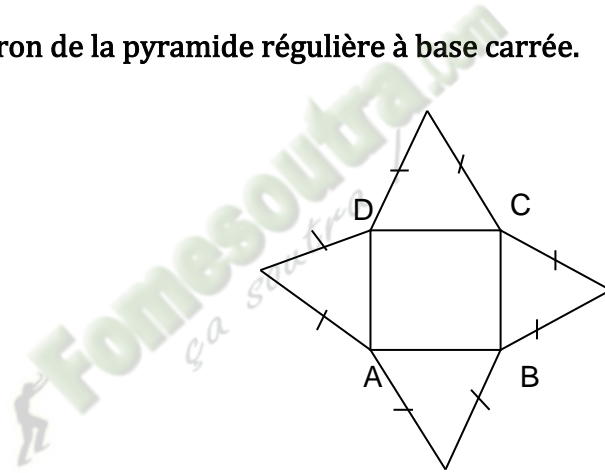 ron de la pyramide régulière à base carrée.
D
C
A
B
Fomesoutra.com
ça soutra !